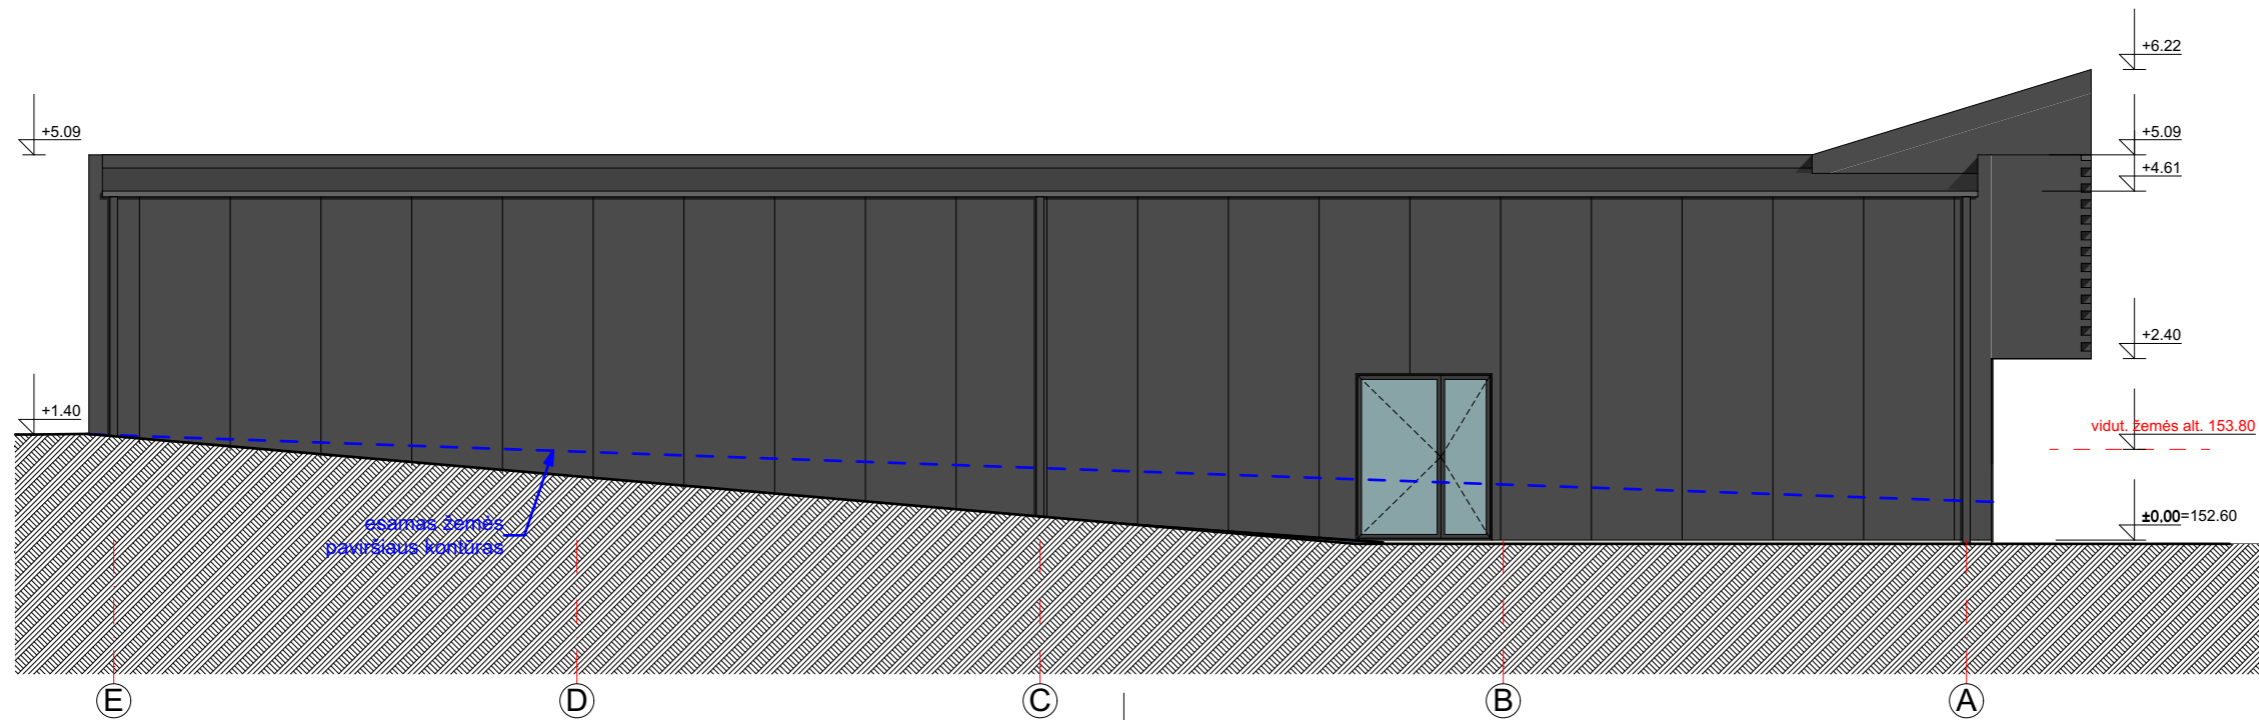 +6.22
+5.09
+5.09
+4.61
+2.40
+1.40
vidut. žemės alt. 153.80
±0,00=152.60
esamas žemės
paviršiaus kontūras
E D C B A